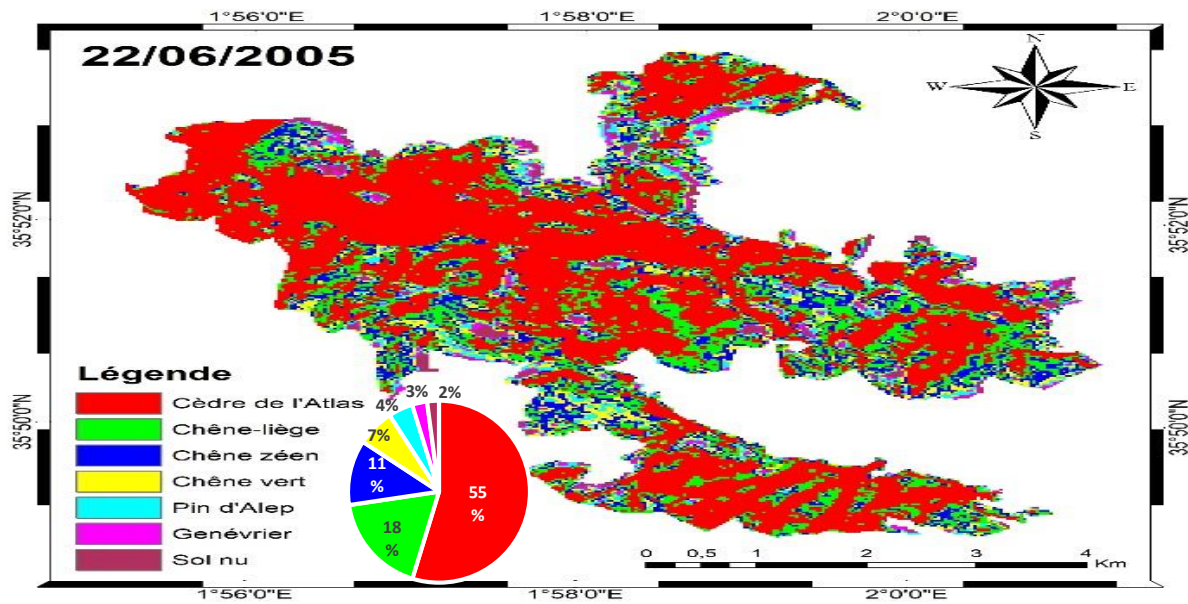 1°56'0"E 1°58'0"E 2°0'0"E
22/06/2005
N
W E
S
35°52'0"N 35°52'0"N
Légende
Cèdre de l'Atlas
Chêne-liège
Chêne zéen
Chêne vert
Pin d'Alep
Genévrier
Sol nu
2%
3%
4%
7%
11
%
18
%
55
%
35°50'0"N 35°50'0"N
0 0,5 1 2 3 4
Km
1°56'0"E 1°58'0"E 2°0'0"E